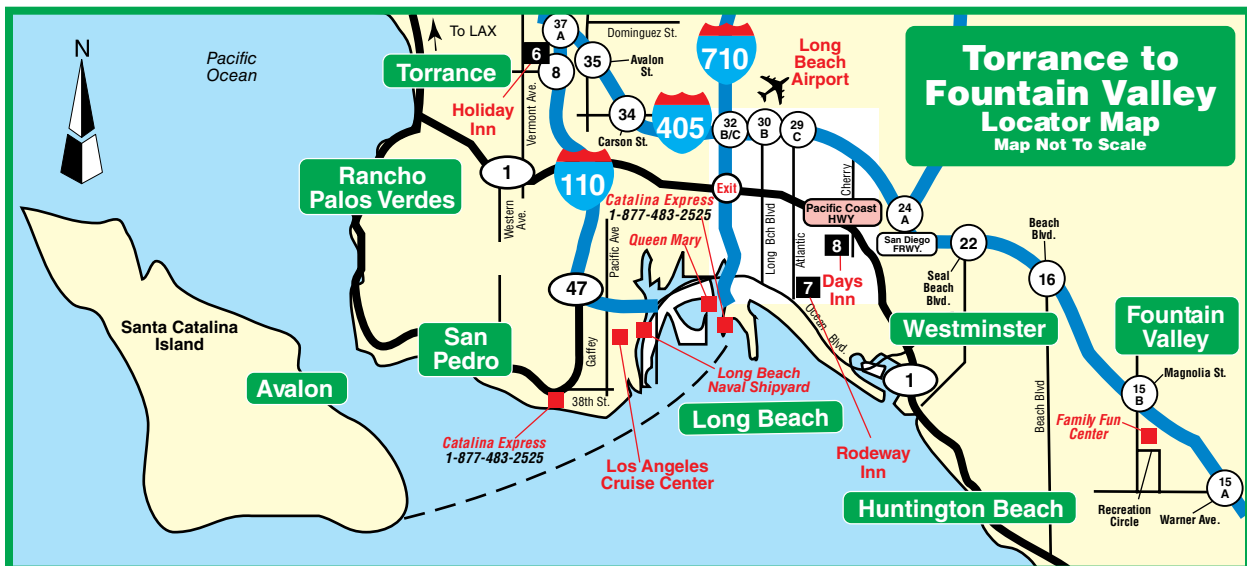 N
Pacific
Ocean
To LAX
Torrance
6
Holiday
Inn
37
A
8
35
34
Dominguez St.
Avalon
St.
Carson St.
Vermont Ave.
710
405
110
Long
Beach
Airport
32
B/C
30
B
29
C
Torrance to
Fountain Valley
Locator Map
Map Not To Scale
Rancho
Palos Verdes
1
Western
Ave.
Exit
Catalina Express
1-877-483-2525
Queen Mary
Pacific Ave
Long Bch Blvd
Atlantic
Cherry
Pacific Coast
HWY
24
A
San Diego
FRWY.
22
Seal
Beach
Blvd.
Beach
Blvd.
16
8
Days
Inn
7
Ocean Blvd.
47
Santa Catalina
Island
Avalon
San
Pedro
Gaffey
38th St.
Long Beach
Naval Shipyard
Long Beach
Westminster
1
Fountain
Valley
Magnolia St.
15
B
Beach Blvd
Family Fun
Center
Catalina Express
1-877-483-2525
Los Angeles
Cruise Center
Rodeway
Inn
Huntington Beach
Recreation
Circle
Warner Ave.
15
A